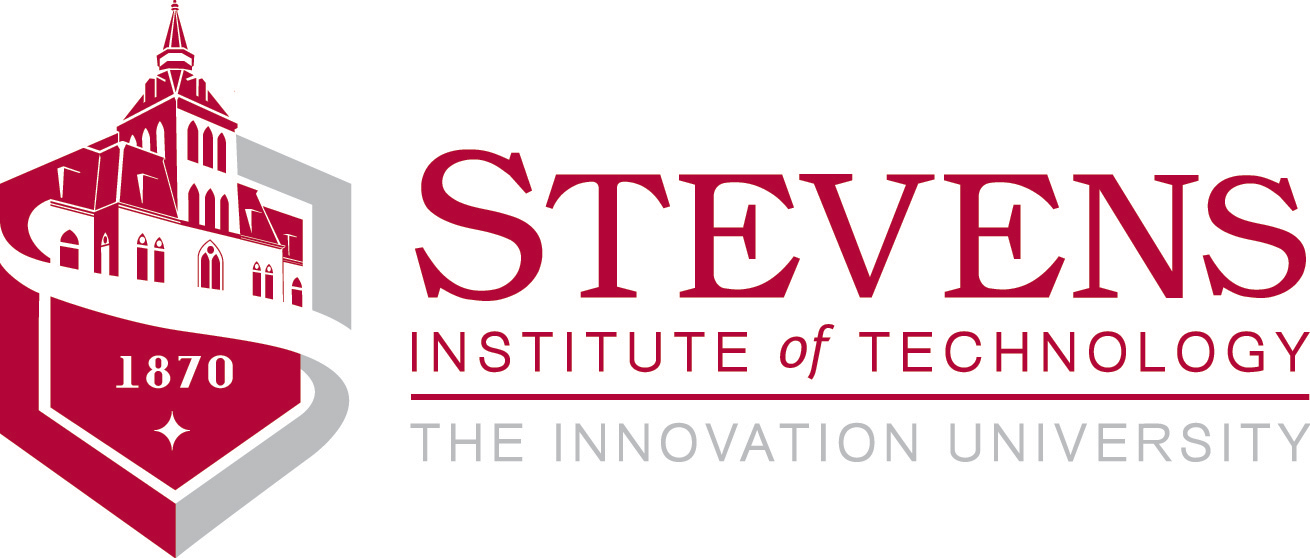 1870
STEVENS
INSTITUTE of TECHNOLOGY
THE INNOVATION UNIVERSITY